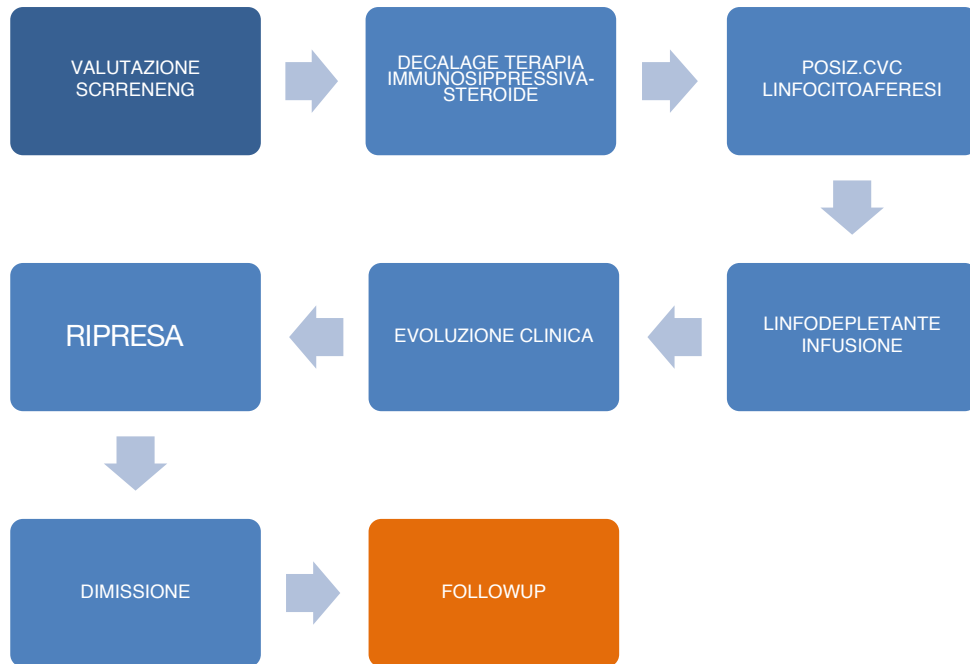 VALUTAZIONE
SCRRENENG
DECALAGE TERAPIA
IMMUNOSIPPRESSIVA-
STEROIDE
POSIZ.CVC
LINFOCITOAFERESI
LINFODEPLETANTE
INFUSIONE
EVOLUZIONE CLINICA
RIPRESA
DIMISSIONE
FOLLOWUP